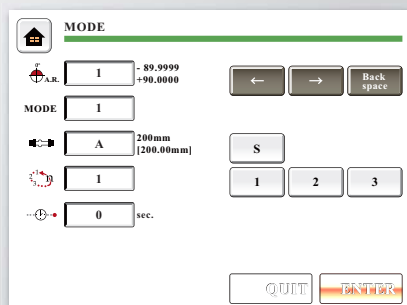 MODE
0°
A.R.
1
- 89.9999
+90.0000
← → Back
space
MODE
1
A
200mm
[200.00mm]
S
1
1 2 3
0
sec.
QUIT ENTER